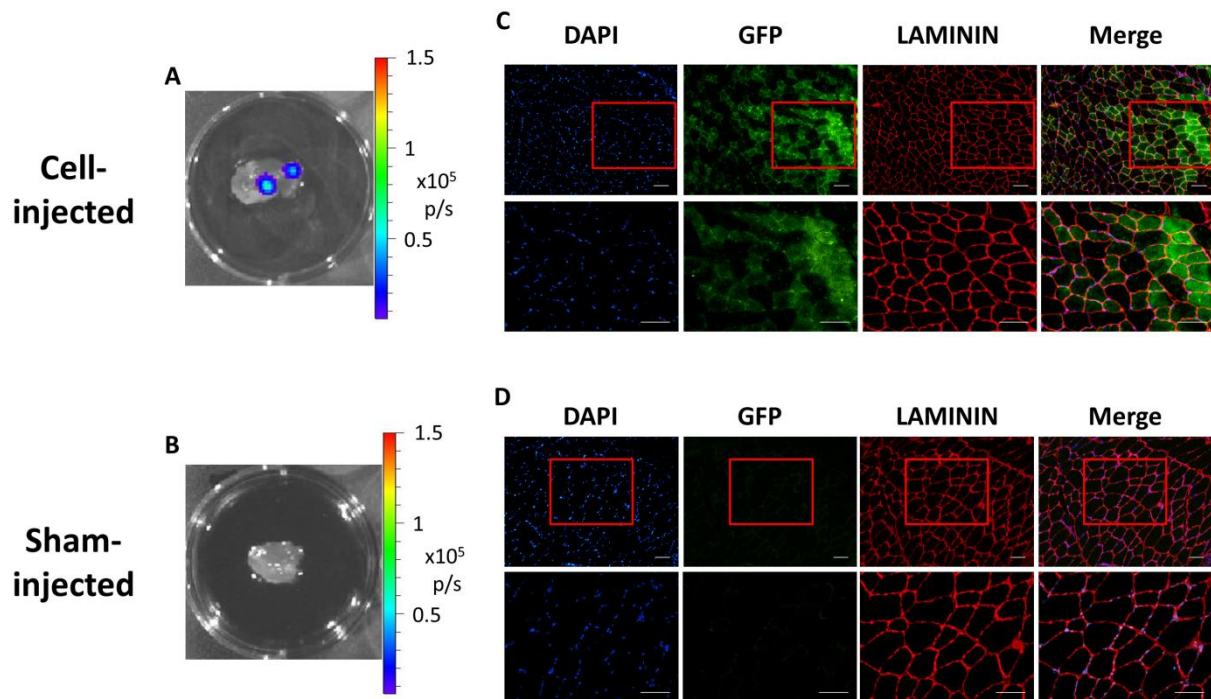 Cell-
injected
A
1.5
1
x10⁵
p/s
0.5
C
DAPI GFP LAMININ Merge
Sham-
injected
B
1.5
1
x10⁵
p/s
0.5
D
DAPI GFP LAMININ Merge